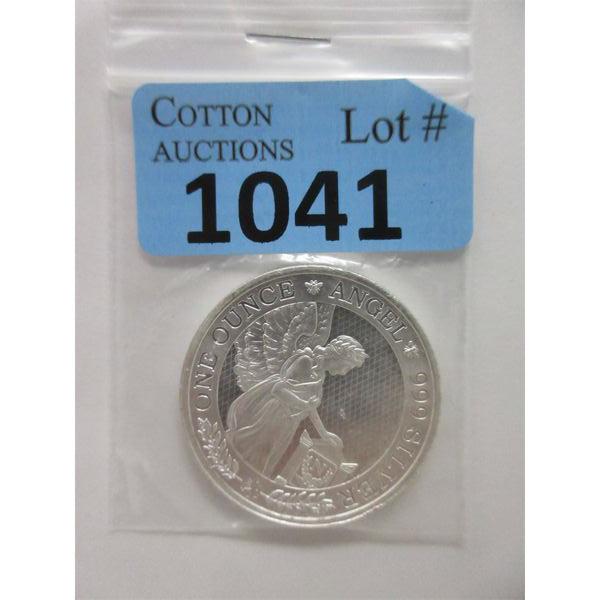 COTTON
AUCTIONS
Lot #
1041
ONE OUNCE ANGEL 999 SILVER